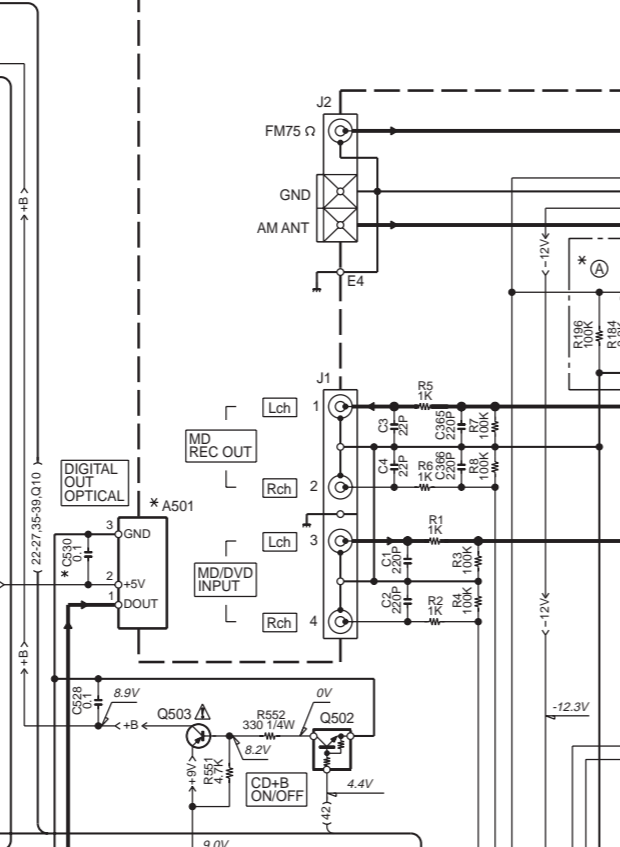 J2
FM75 Ω
GND
AM ANT
E4
+B
-12V
* A
R196
100K
R184
J1
Lch
1
MD
REC OUT
Rch
2
R5
1K
C3
22P
C365
220P
R7
100K
C4
22P
R6
1K
C366
220P
R8
100K
DIGITAL
OUT
OPTICAL
* A501
3
GND
2
+5V
1
DOUT
* C530
0.1
22-27,35-39,Q10
Lch
3
MD/DVD
INPUT
Rch
4
R1
1K
C1
220P
R3
100K
C2
220P
R2
1K
R4
100K
-12V
+B
C528
0.1
8.9V
+B
Q503
R552
330 1/4W
0V
Q502
8.2V
-12.3V
+9V
R551
4.7K
CD+B
ON/OFF
4.4V
42
9.0V